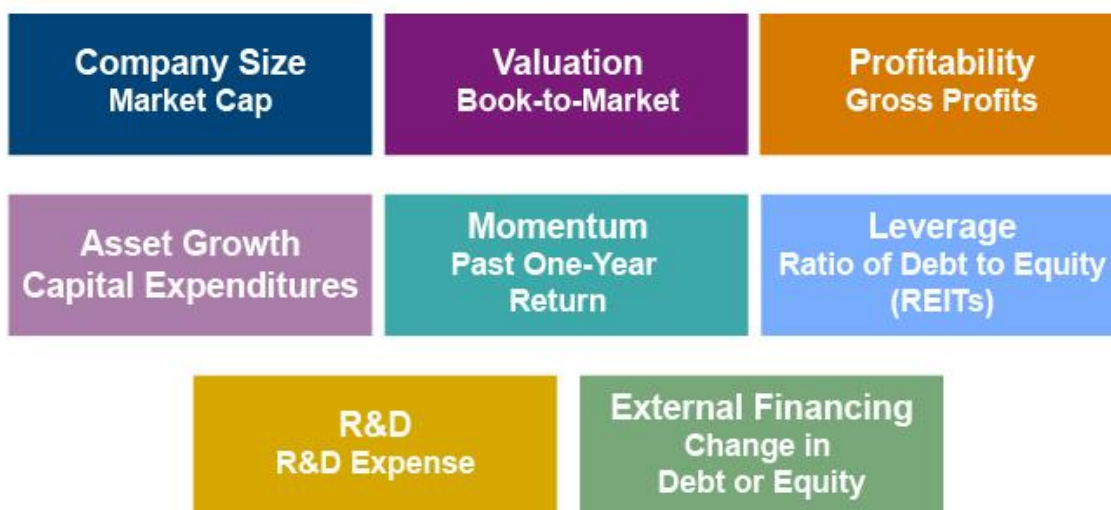 Company Size
Market Cap
Valuation
Book-to-Market
Profitability
Gross Profits
Asset Growth
Capital Expenditures
Momentum
Past One-Year
Return
Leverage
Ratio of Debt to Equity
(REITs)
R&D
R&D Expense
External Financing
Change in
Debt or Equity